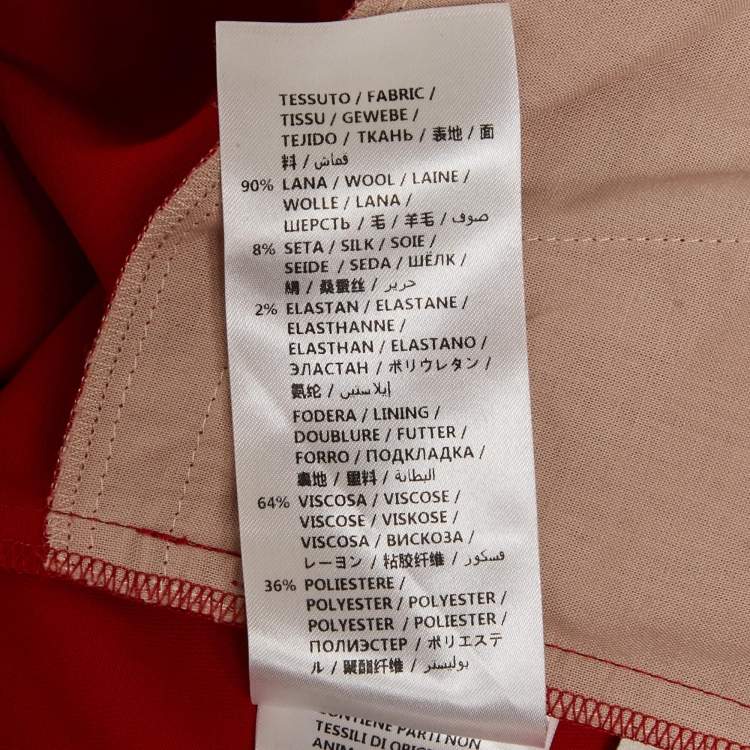 TESSUTO / FABRIC /
TISSU / GEWEBE /
TEJIDO / ТКАНЬ / 表地 / 面
料 / قماش
90% LANA / WOOL / LAINE /
WOLLE / LANA /
ШЕРСТЬ / 毛 / 羊毛 / صوف
8% SETA / SILK / SOIE /
SEIDE / SEDA / ШЁЛК /
絹 / 桑蚕丝 / حرير
2% ELASTAN / ELASTANE /
ELASTHANNE /
ELASTHAN / ELASTANO /
ЭЛАСТАН / ポリウレタン /
氨纶 / إيلاستين
FODERA / LINING /
DOUBLURE / FUTTER /
FORRO / ПОДКЛАДКА /
裏地 / 里料 / البطانة
64% VISCOSA / VISCOSE /
VISCOSE / VISKOSE /
VISCOSA / ВИСКОЗА /
レーヨン / 粘胶纤维 / فسكوز
36% POLIESTERE /
POLYESTER / POLYESTER /
POLYESTER / POLIESTER /
ПОЛИЭСТЕР / ポリエステ
ル / 聚酯纤维 / بوليستر
CONTIENE PARTI NON
TESSILI DI ORIGI
ANIM